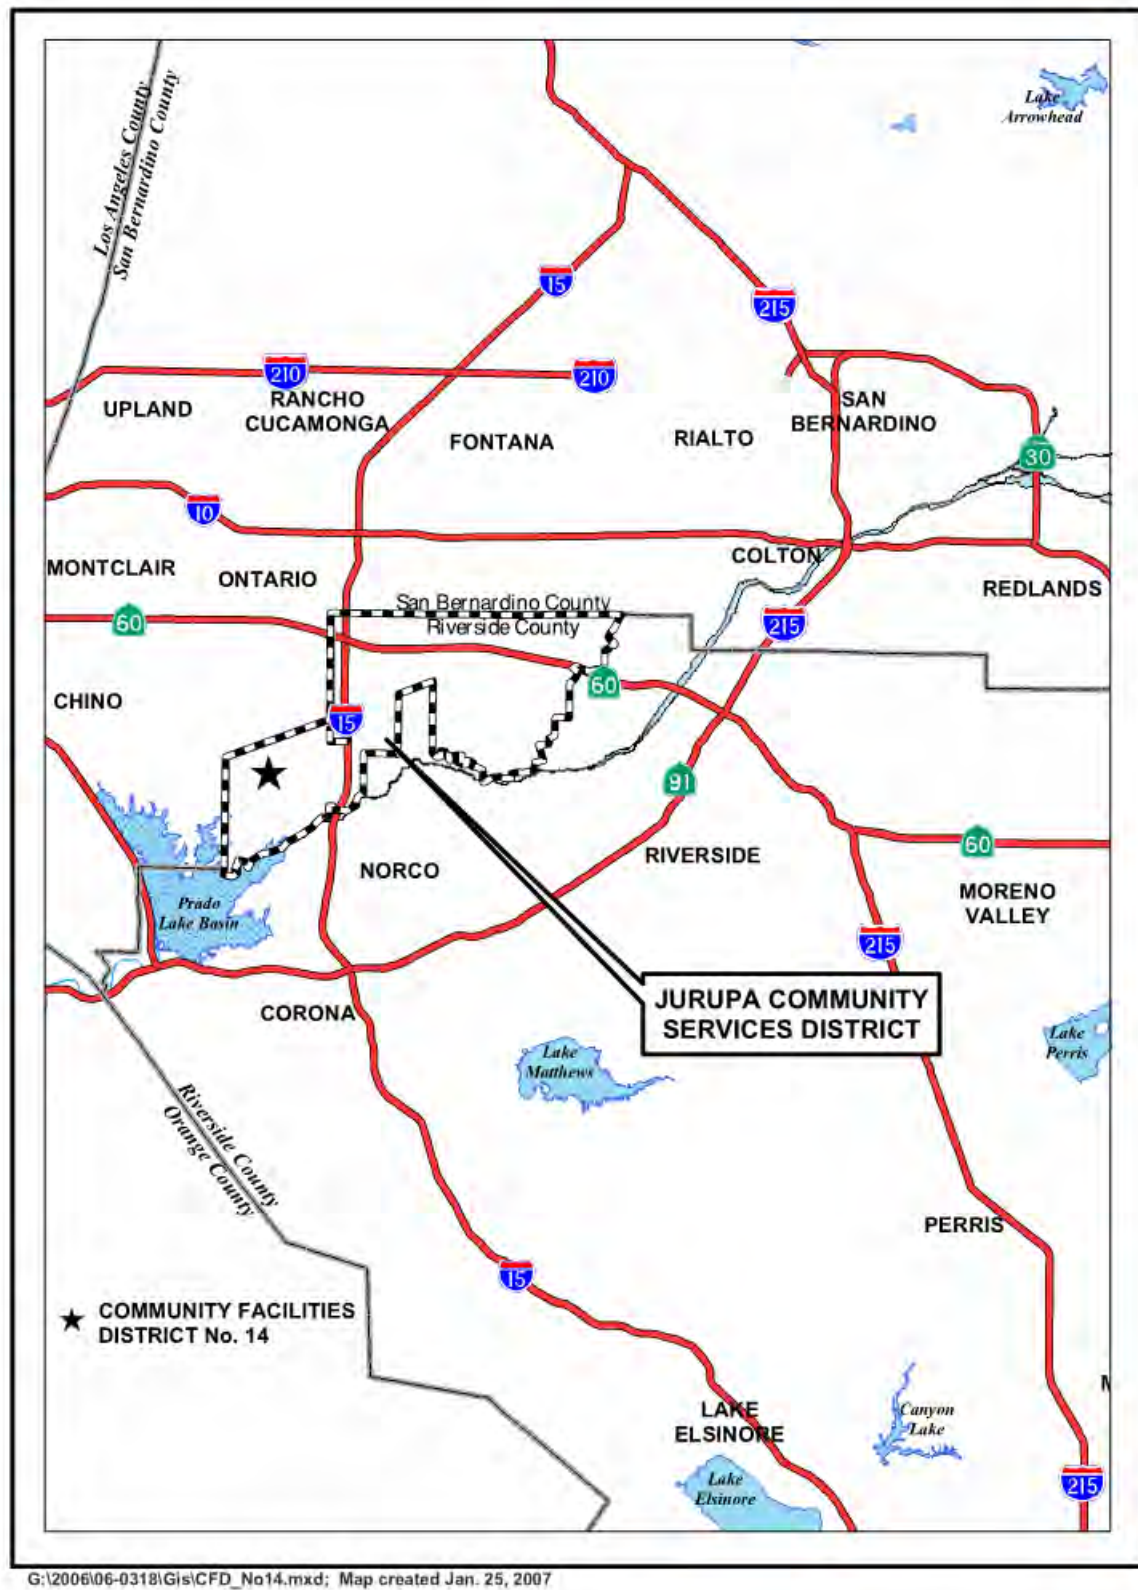 Lake
Arrowhead
Los Angeles County
San Bernardino County
15
215
210
210
UPLAND
RANCHO
CUCAMONGA
FONTANA
RIALTO
SAN
BERNARDINO
30
10
MONTCLAIR
ONTARIO
COLTON
REDLANDS
San Bernardino County
Riverside County
60
215
60
CHINO
15
91
NORCO
RIVERSIDE
60
MORENO
VALLEY
Prado
Lake Basin
215
JURUPA COMMUNITY
SERVICES DISTRICT
CORONA
Lake
Matthews
Lake
Perris
Riverside County
Orange County
PERRIS
15
COMMUNITY FACILITIES
DISTRICT No. 14
LAKE
ELSINORE
Canyon
Lake
Lake
Elsinore
215
G:\2006\06-0318\Gis\CFD_No14.mxd; Map created Jan. 25, 2007